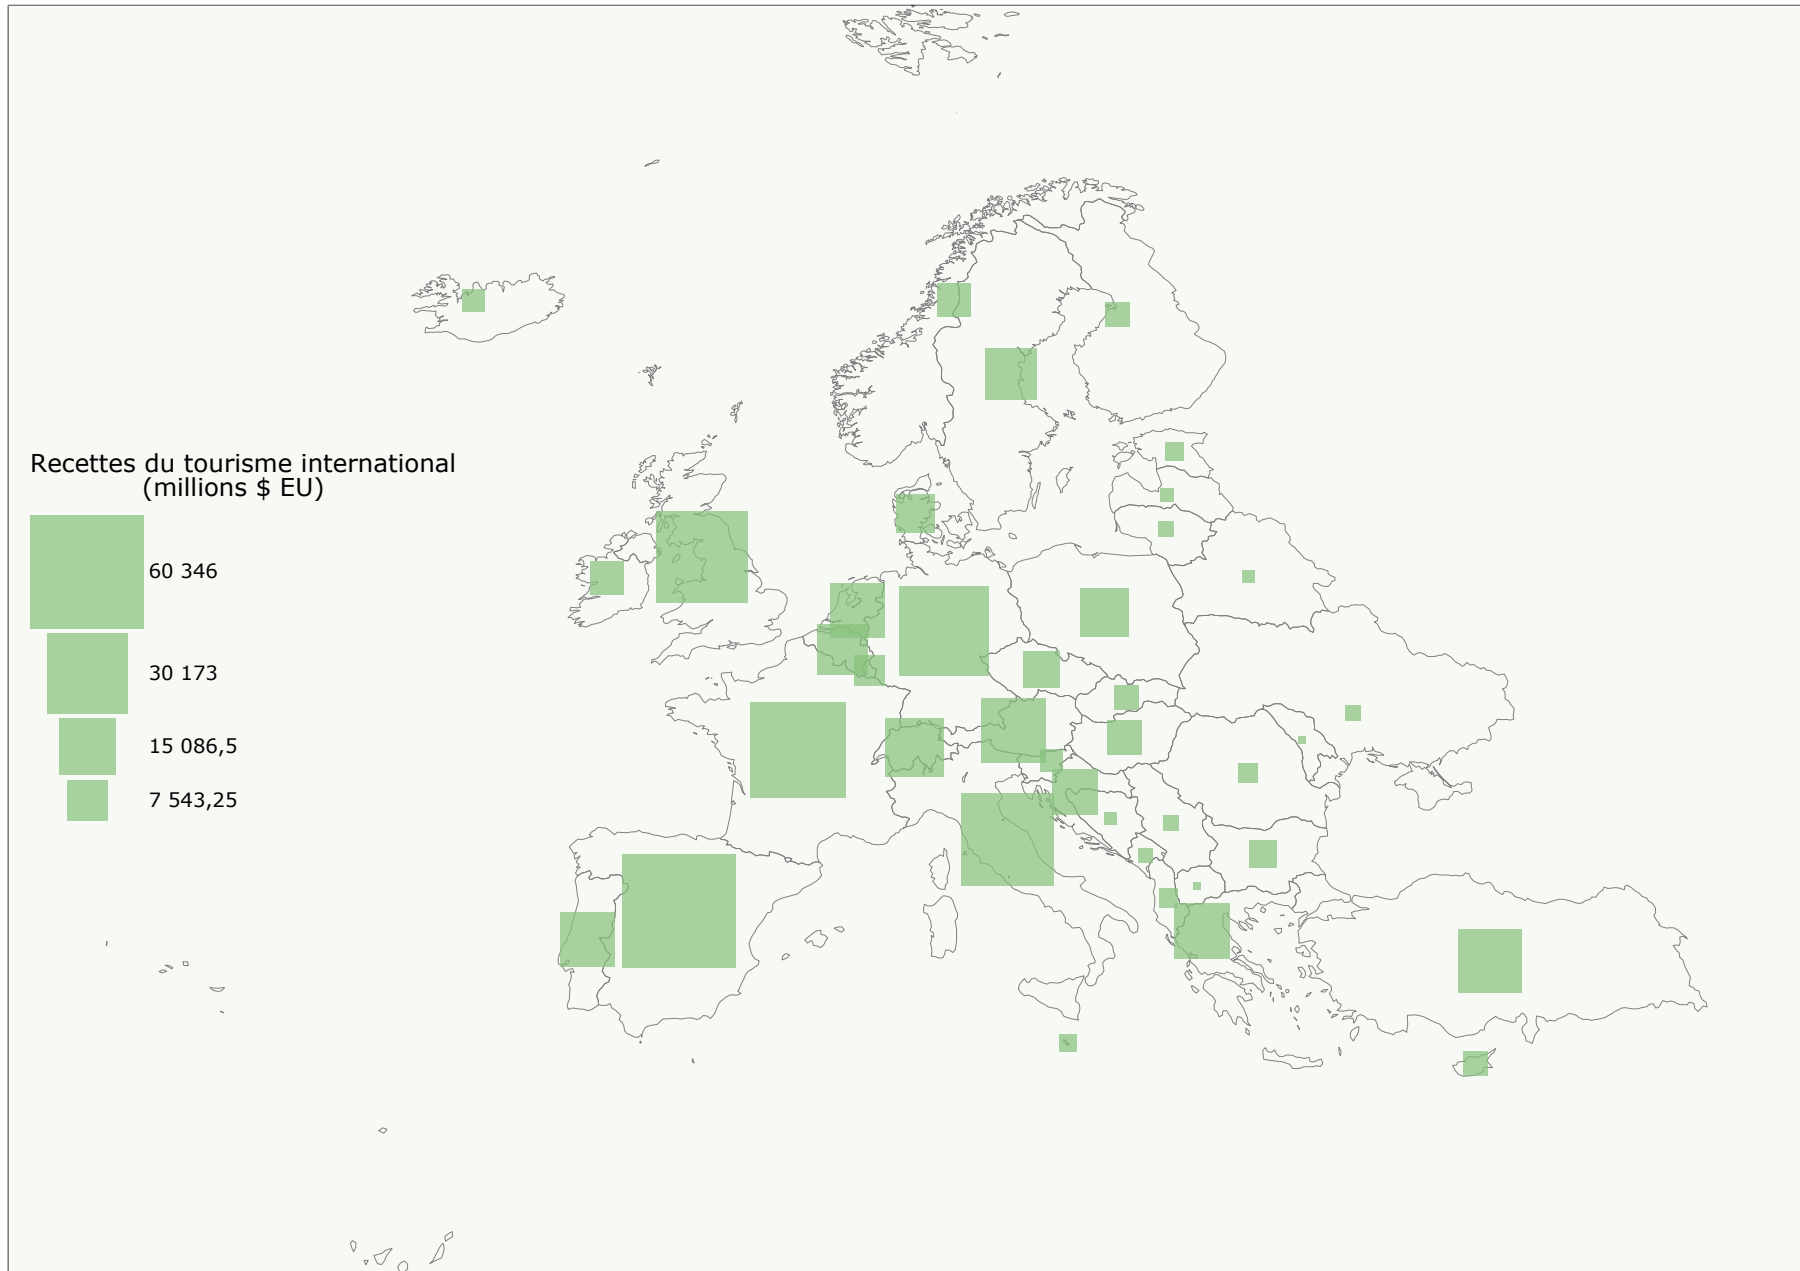 Recettes du tourisme international
(millions $ EU)
60 346
30 173
15 086,5
7 543,25